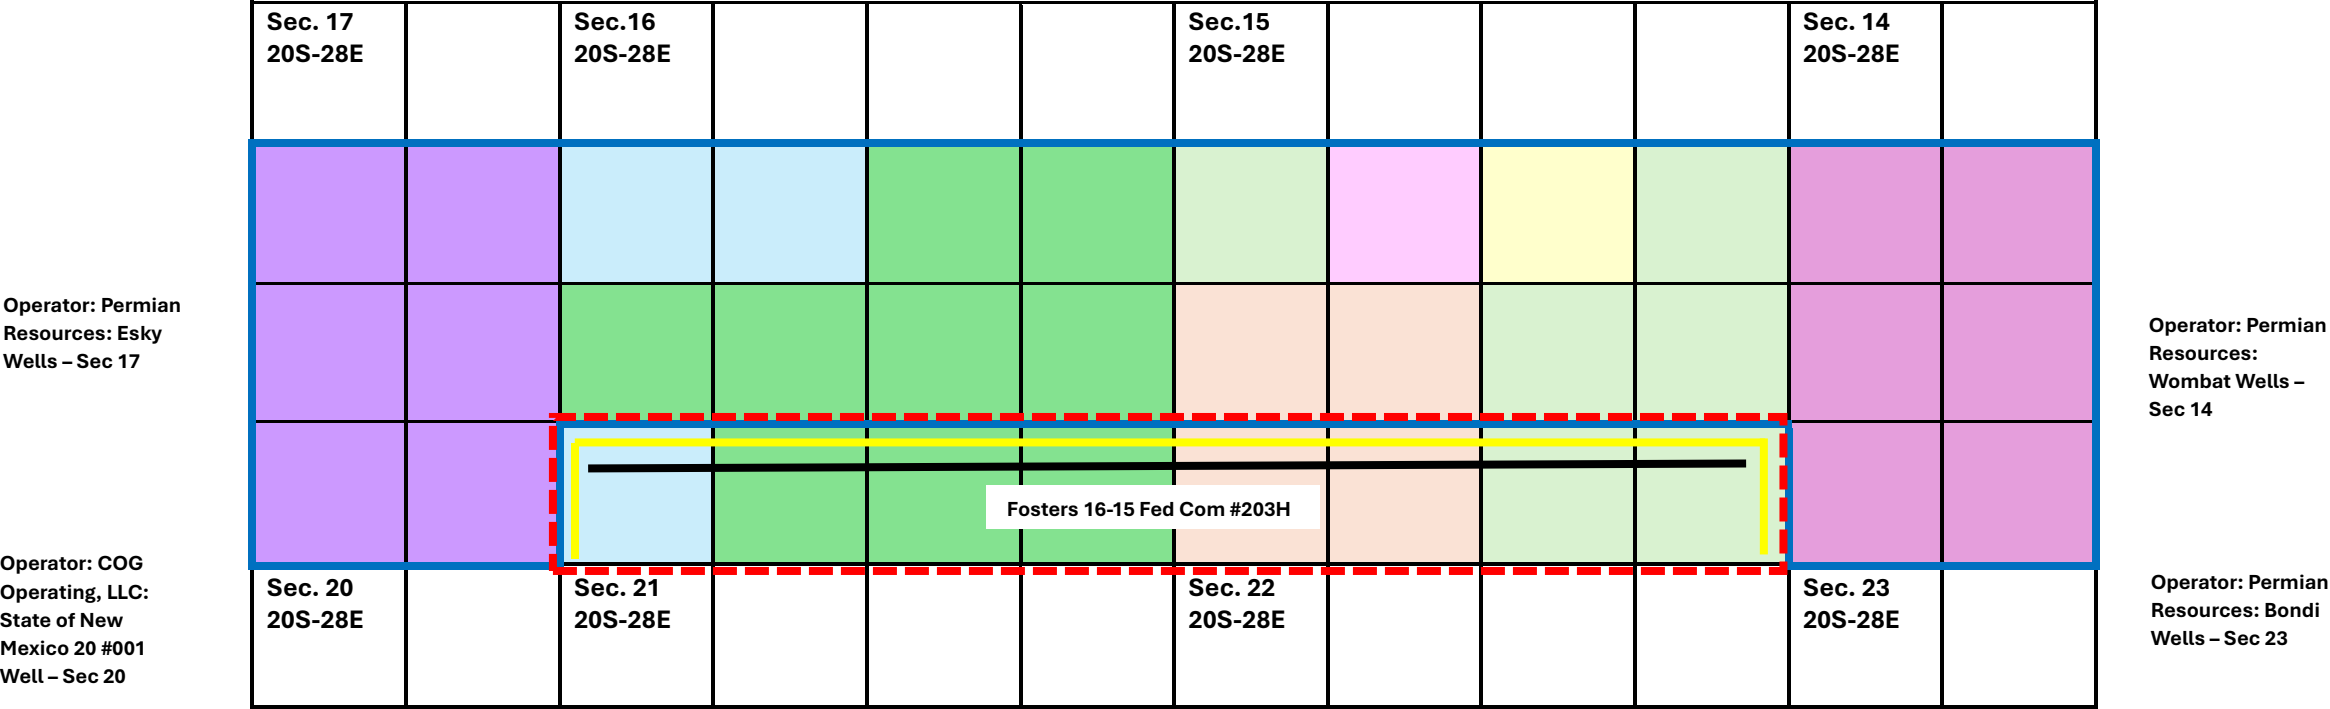 Sec. 17
20S-28E
Sec.16
20S-28E
Sec.15
20S-28E
Sec. 14
20S-28E
Operator: Permian
Resources: Esky
Wells – Sec 17
Operator: Permian
Resources:
Wombat Wells –
Sec 14
Fosters 16-15 Fed Com #203H
Operator: COG
Operating, LLC:
State of New
Mexico 20 #001
Well – Sec 20
Sec. 20
20S-28E
Sec. 21
20S-28E
Sec. 22
20S-28E
Sec. 23
20S-28E
Operator: Permian
Resources: Bondi
Wells – Sec 23